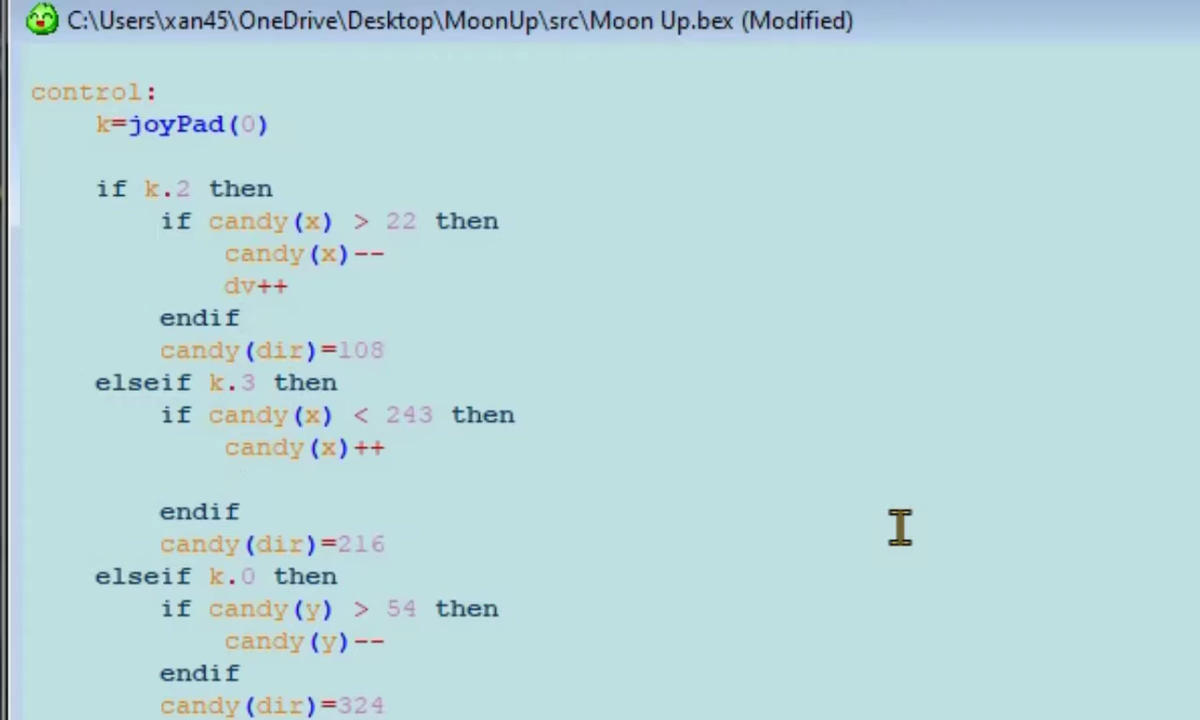 C:\Users\xan45\OneDrive\Desktop\MoonUp\src\Moon Up.bex (Modified)
control:
k=joyPad(0)
if k.2 then
if candy(x) > 22 then
candy(x)--
dv++
endif
candy(dir)=108
elseif k.3 then
if candy(x) < 243 then
candy(x)++
endif
candy(dir)=216
elseif k.0 then
if candy(y) > 54 then
candy(y)--
endif
candy(dir)=324